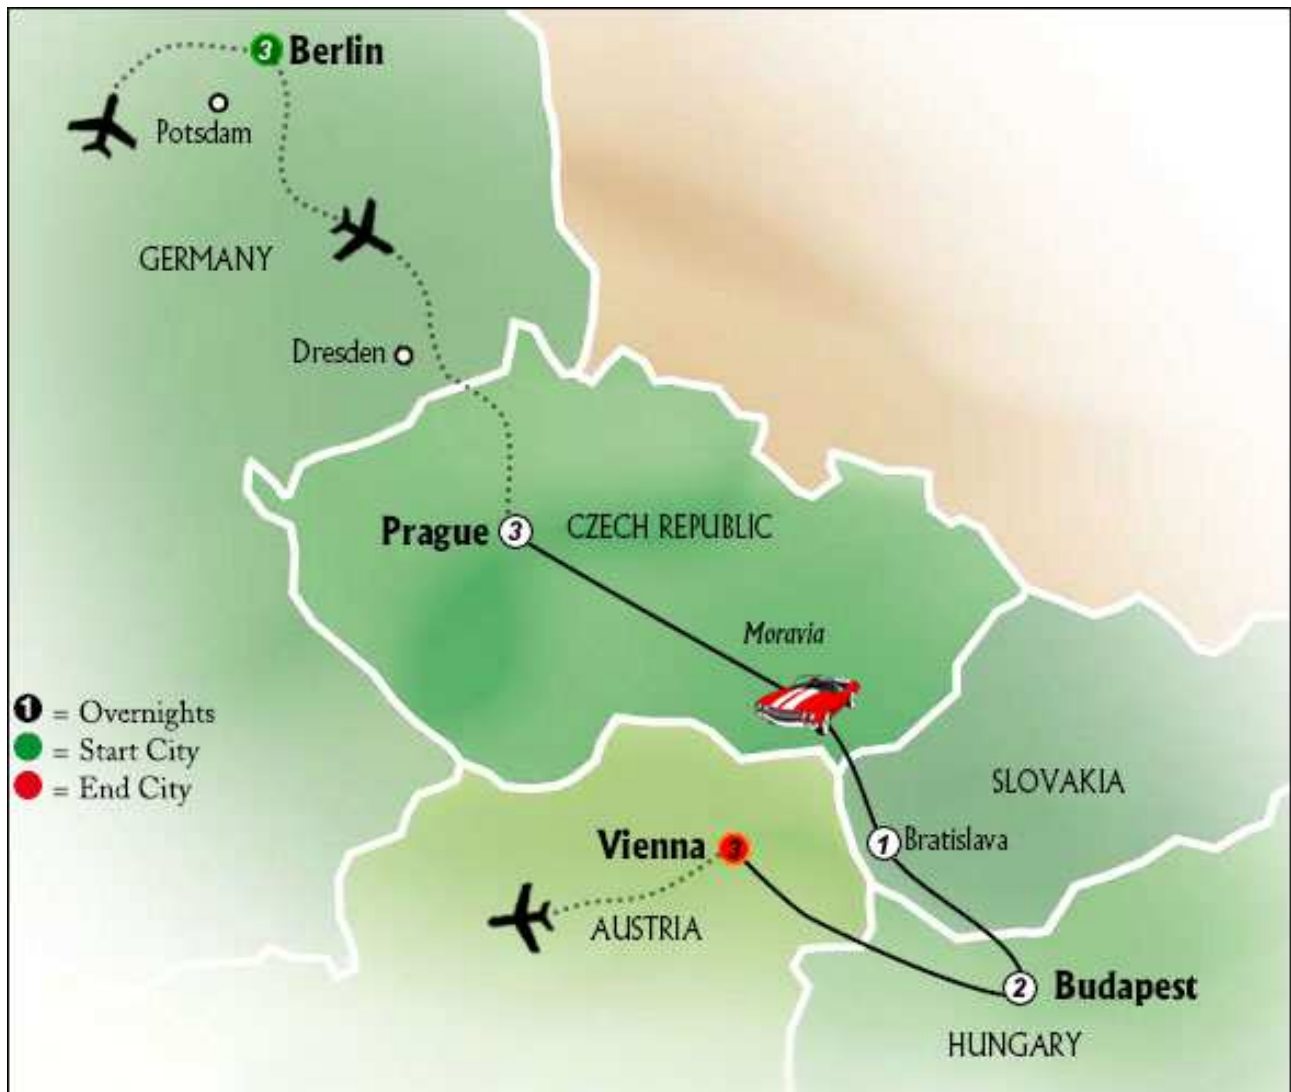 3 Berlin
Potsdam
GERMANY
Dresden
Prague 3 CZECH REPUBLIC
Moravia
1 = Overnights
= Start City
= End City
SLOVAKIA
Vienna 3
1 Bratislava
AUSTRIA
2 Budapest
HUNGARY